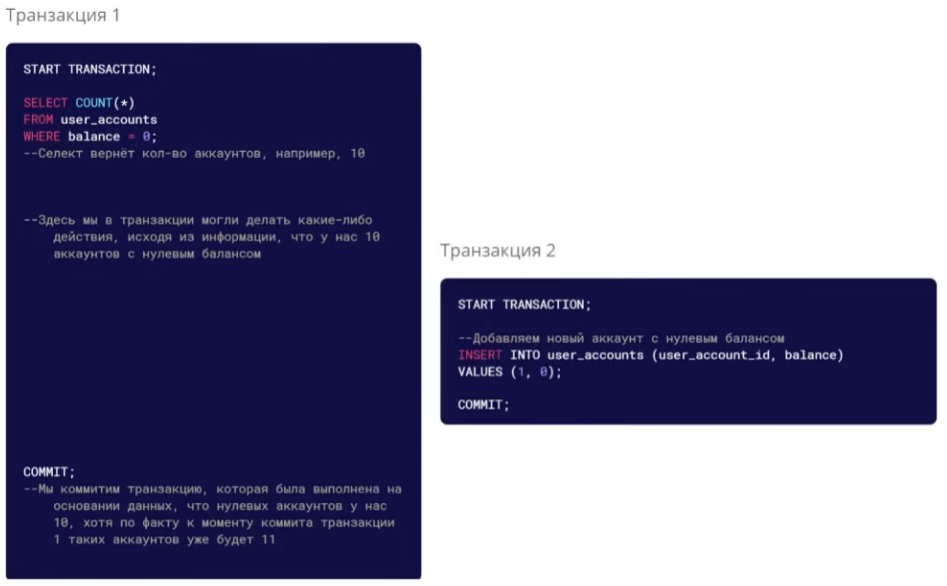 Транзакция 1
START TRANSACTION;
SELECT COUNT(*)
FROM user_accounts
WHERE balance = 0;
--Селект вернёт кол-во аккаунтов, например, 10
--Здесь мы в транзакции могли делать какие-либо
действия, исходя из информации, что у нас 10
аккаунтов с нулевым балансом
COMMIT;
--Мы коммитим транзакцию, которая была выполнена на
основании данных, что нулевых аккаунтов у нас
10, хотя по факту к моменту коммита транзакции
1 таких аккаунтов уже будет 11
Транзакция 2
START TRANSACTION;
--Добавляем новый аккаунт с нулевым балансом
INSERT INTO user_accounts (user_account_id, balance)
VALUES (1, 0);
COMMIT;